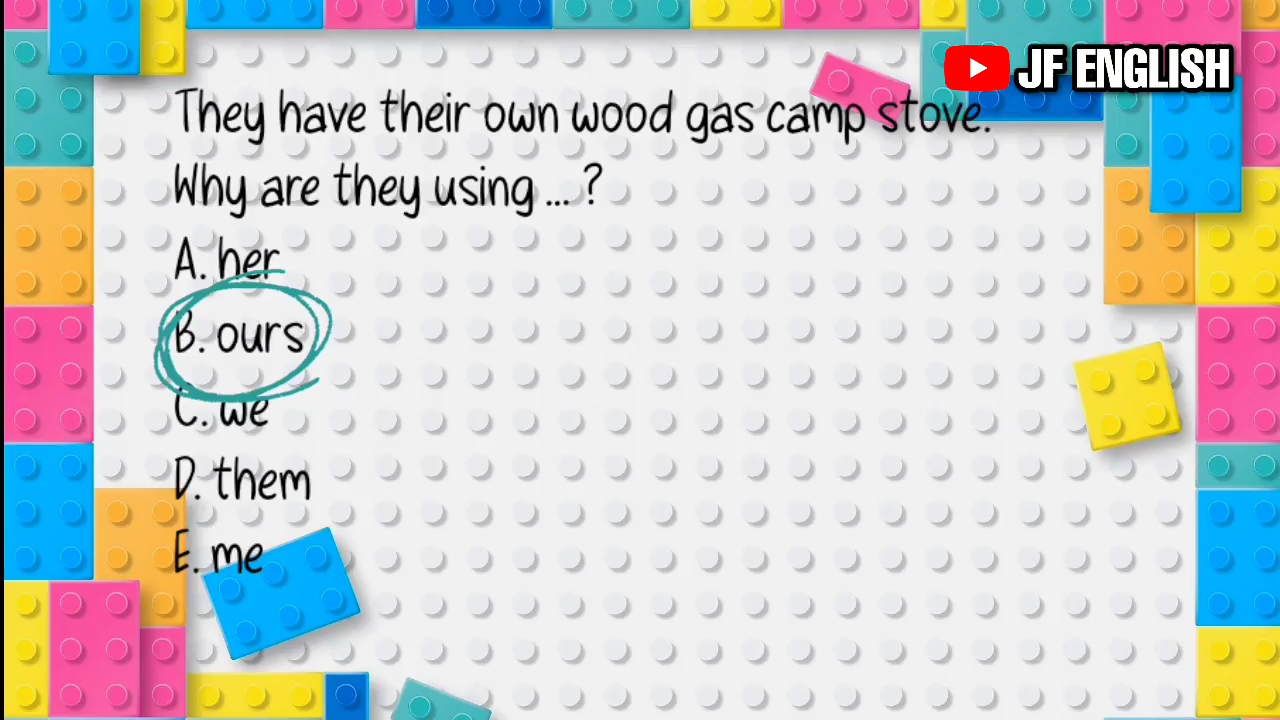 JF ENGLISH
They have their own wood gas camp stove.
Why are they using ... ?
A. her
B. ours
C. we
D. them
E. me